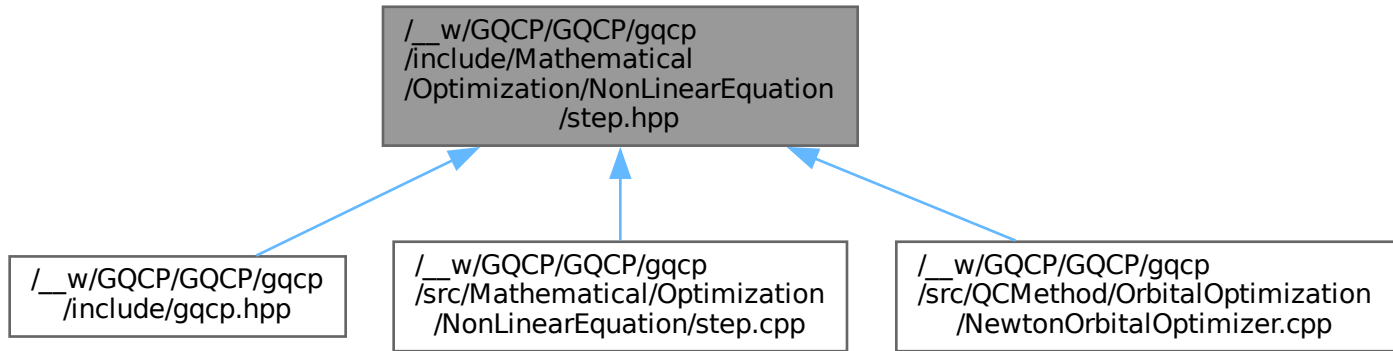 /__w/GQCP/GQCP/gqcp
/include/Mathematical
/Optimization/NonLinearEquation
/step.hpp
/__w/GQCP/GQCP/gqcp
/include/gqcp.hpp
/__w/GQCP/GQCP/gqcp
/src/Mathematical/Optimization
/NonLinearEquation/step.cpp
/__w/GQCP/GQCP/gqcp
/src/QCMethod/OrbitalOptimization
/NewtonOrbitalOptimizer.cpp